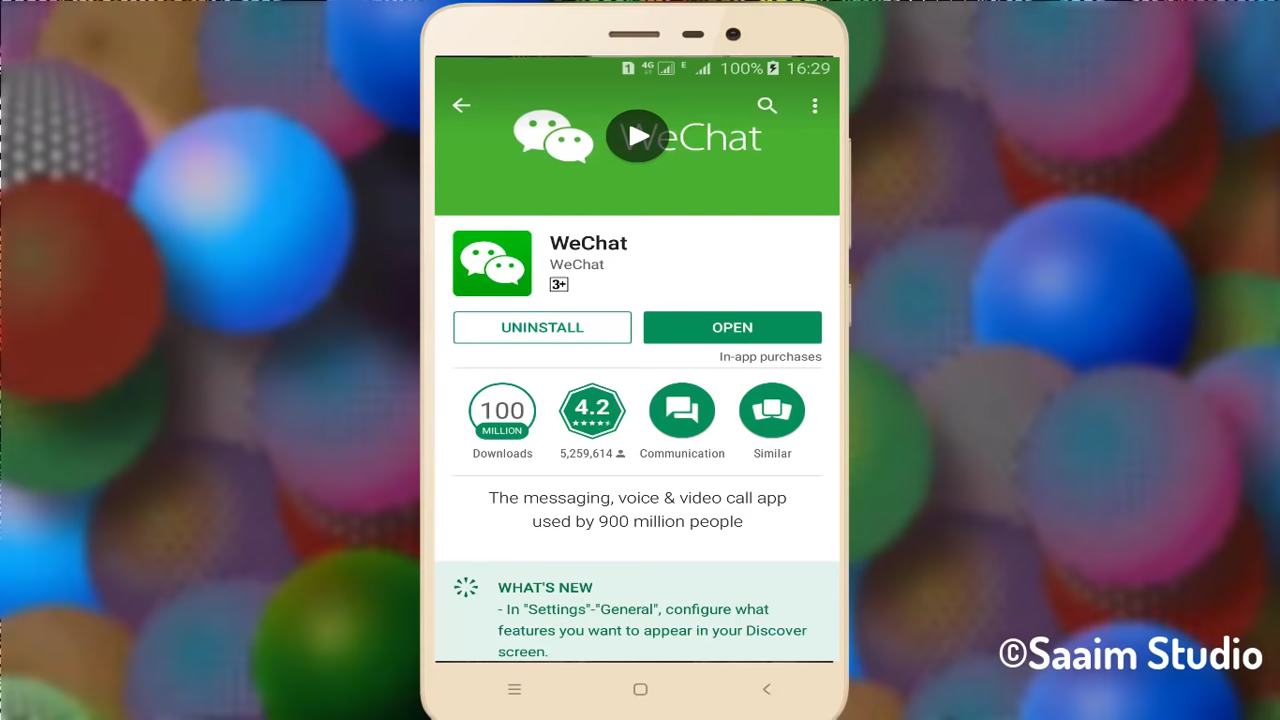 1 4G E 100% 16:29
WeChat
WeChat
WeChat
3+
UNINSTALL OPEN
In-app purchases
100 4.2
MILLION
Downloads 5,259,614 Communication Similar
The messaging, voice & video call app
used by 900 million people
WHAT'S NEW
- In "Settings"-"General", configure what
features you want to appear in your Discover
screen.
©Saaim Studio